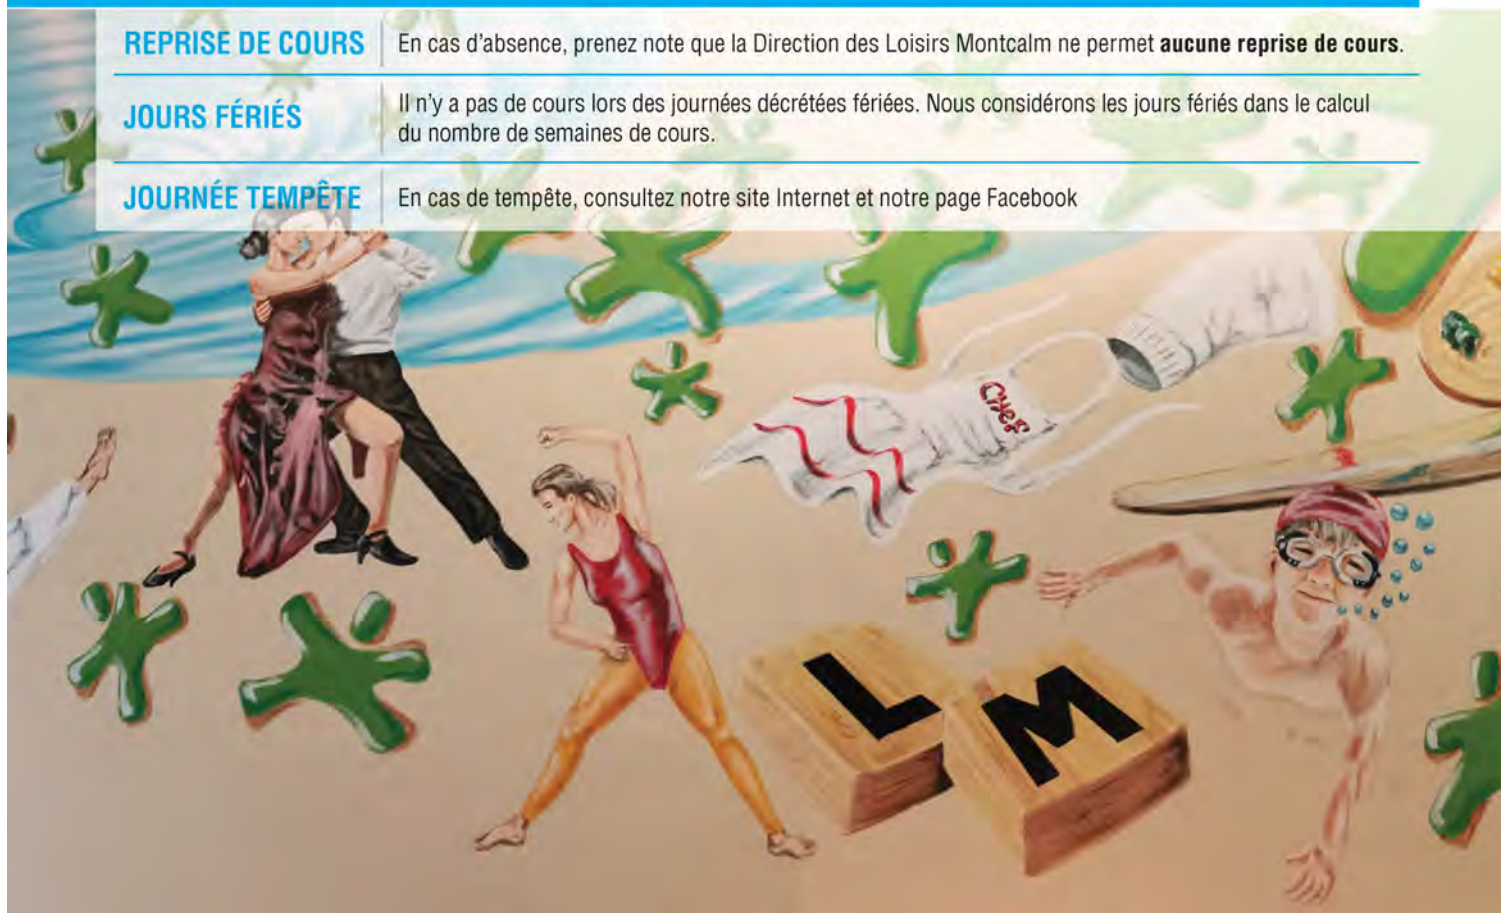 REPRISE DE COURS
En cas d'absence, prenez note que la Direction des Loisirs Montcalm ne permet aucune reprise de cours.
JOURS FÉRIÉS
Il n'y a pas de cours lors des journées décrétées fériées. Nous considérons les jours fériés dans le calcul
du nombre de semaines de cours.
JOURNÉE TEMPÊTE
En cas de tempête, consultez notre site Internet et notre page Facebook
CHEF
L
M